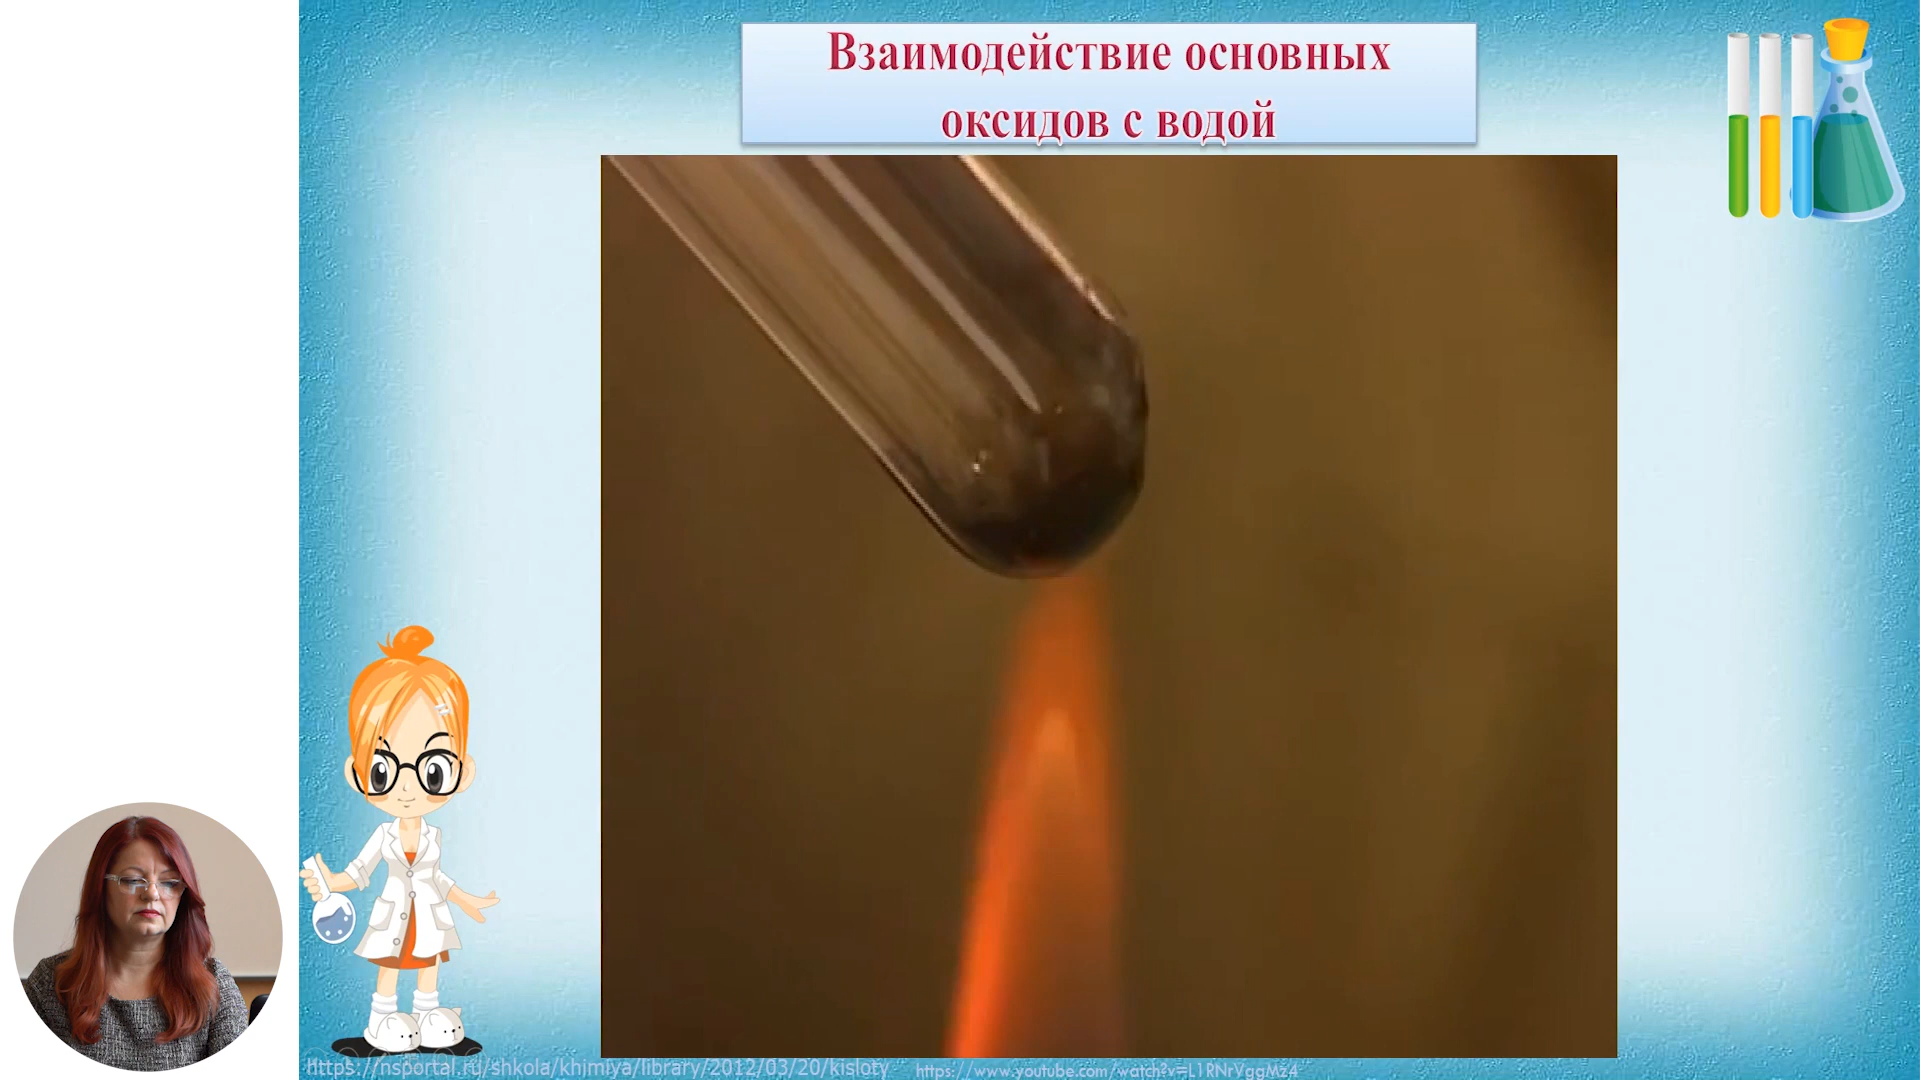 Взаимодействие основных
оксидов с водой
https://nsportal.ru/shkola/khimiya/library/2012/03/20/kisloty
https://www.youtube.com/watch?v=L1RNrVggMz4